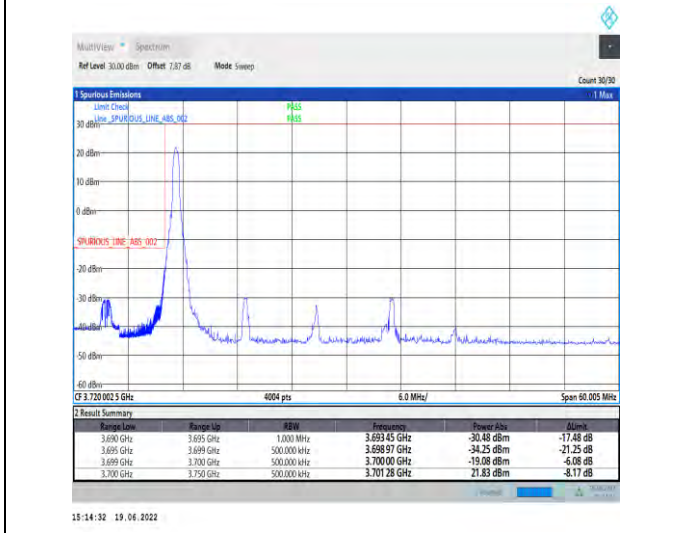 MultiView Spectrum
Ref Level 30.00 dBm Offset 7.87 dB Mode Sweep
Count 30/30
1 Spurious Emissions 1 Max
Limit Check PASS
Line _SPURIOUS_LINE_ABS_002 PASS
30 dBm
20 dBm
10 dBm
0 dBm
_SPURIOUS_LINE_ABS_002
-20 dBm
-30 dBm
-40 dBm
-50 dBm
-60 dBm
CF 3.720 002 5 GHz 4004 pts 6.0 MHz/ Span 60.005 MHz
2 Result Summary
Range Low Range Up RBW Frequency Power Abs ΔLimit
3.690 GHz 3.695 GHz 1.000 MHz 3.693 45 GHz -30.48 dBm -17.48 dB
3.695 GHz 3.699 GHz 500.000 kHz 3.698 97 GHz -34.25 dBm -21.25 dB
3.699 GHz 3.700 GHz 500.000 kHz 3.700 00 GHz -19.08 dBm -6.08 dB
3.700 GHz 3.750 GHz 500.000 kHz 3.701 28 GHz 21.83 dBm -8.17 dB
15:14:32 19.06.2022